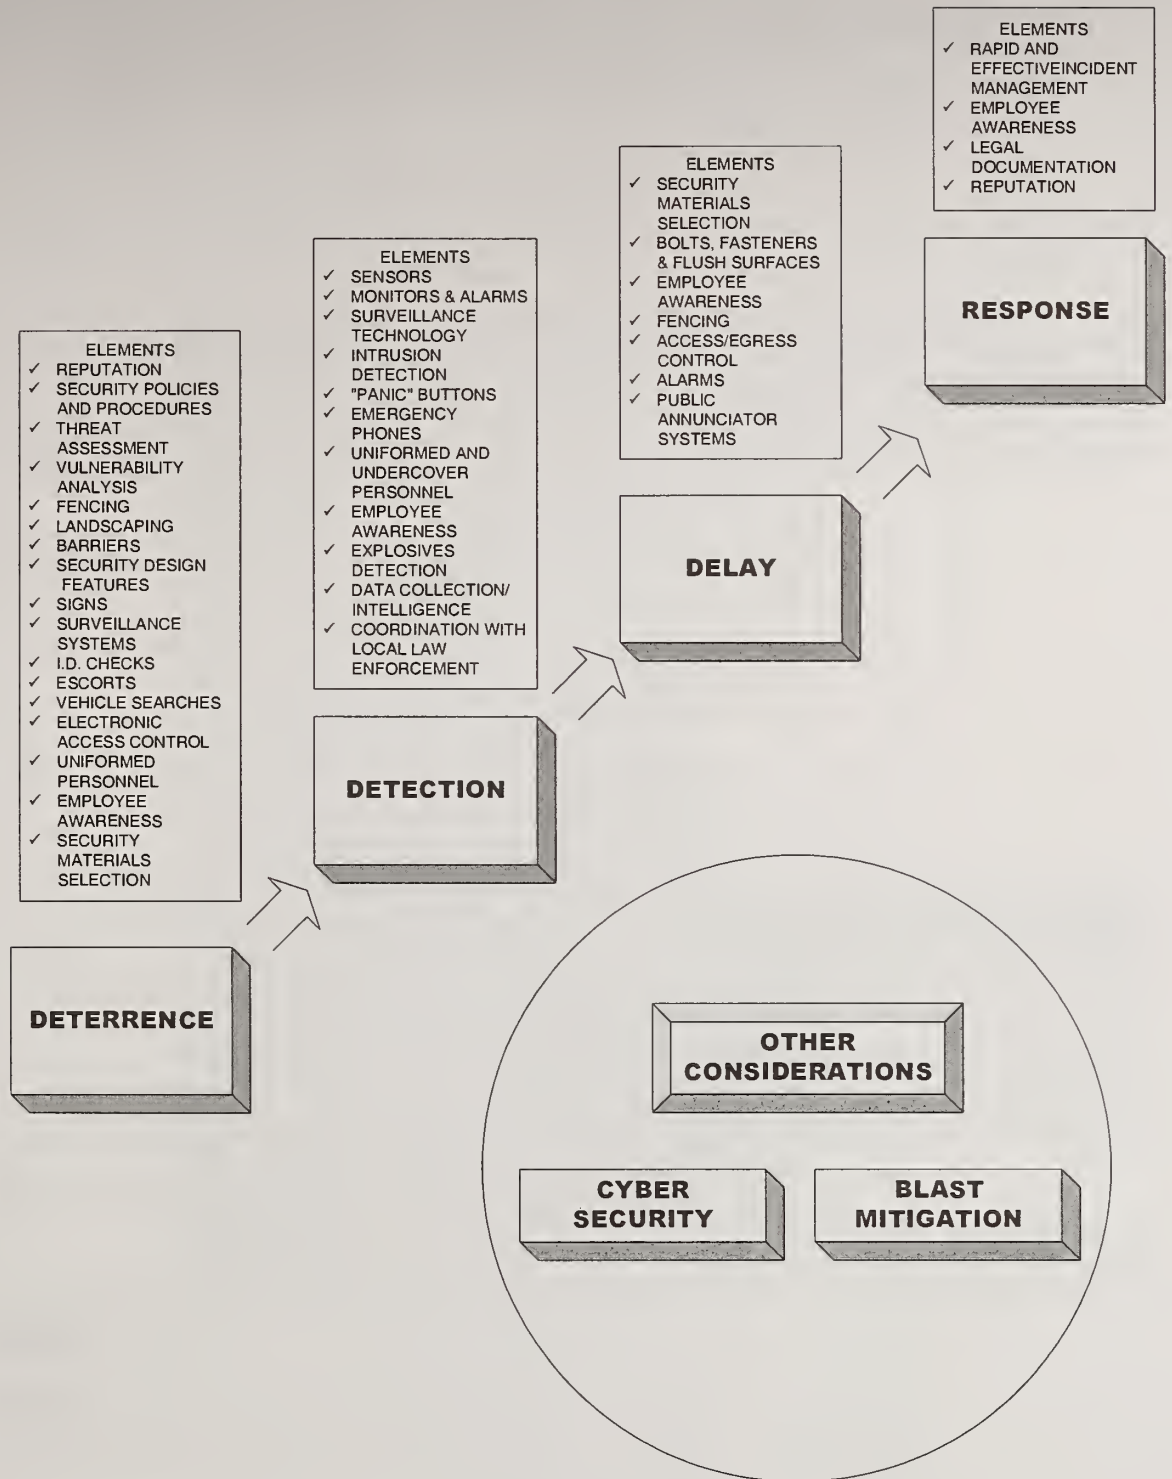 ELEMENTS
✓ RAPID AND
EFFECTIVEINCIDENT
MANAGEMENT
✓ EMPLOYEE
AWARENESS
✓ LEGAL
DOCUMENTATION
✓ REPUTATION
RESPONSE
ELEMENTS
✓ SECURITY
MATERIALS
SELECTION
✓ BOLTS, FASTENERS
& FLUSH SURFACES
✓ EMPLOYEE
AWARENESS
✓ FENCING
✓ ACCESS/EGRESS
CONTROL
✓ ALARMS
✓ PUBLIC
ANNUNCIATOR
SYSTEMS
DELAY
ELEMENTS
✓ SENSORS
✓ MONITORS & ALARMS
✓ SURVEILLANCE
TECHNOLOGY
✓ INTRUSION
DETECTION
✓ "PANIC" BUTTONS
✓ EMERGENCY
PHONES
✓ UNIFORMED AND
UNDERCOVER
PERSONNEL
✓ EMPLOYEE
AWARENESS
✓ EXPLOSIVES
DETECTION
✓ DATA COLLECTION/
INTELLIGENCE
✓ COORDINATION WITH
LOCAL LAW
ENFORCEMENT
DETECTION
ELEMENTS
✓ REPUTATION
✓ SECURITY POLICIES
AND PROCEDURES
✓ THREAT
ASSESSMENT
✓ VULNERABILITY
ANALYSIS
✓ FENCING
✓ LANDSCAPING
✓ BARRIERS
✓ SECURITY DESIGN
FEATURES
✓ SIGNS
✓ SURVEILLANCE
SYSTEMS
✓ I.D. CHECKS
✓ ESCORTS
✓ VEHICLE SEARCHES
✓ ELECTRONIC
ACCESS CONTROL
✓ UNIFORMED
PERSONNEL
✓ EMPLOYEE
AWARENESS
✓ SECURITY
MATERIALS
SELECTION
DETERRENCE
OTHER
CONSIDERATIONS
CYBER
SECURITY
BLAST
MITIGATION